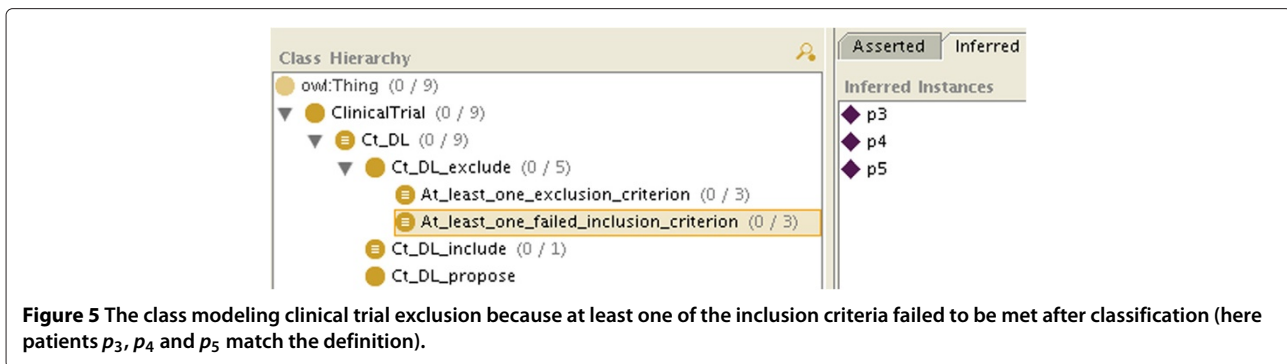 Class Hierarchy
owl:Thing (0 / 9)
ClinicalTrial (0 / 9)
Ct_DL (0 / 9)
Ct_DL_exclude (0 / 5)
At_least_one_exclusion_criterion (0 / 3)
At_least_one_failed_inclusion_criterion (0 / 3)
Ct_DL_include (0 / 1)
Ct_DL_propose
Asserted Inferred
Inferred Instances
p3
p4
p5
Figure 5 The class modeling clinical trial exclusion because at least one of the inclusion criteria failed to be met after classification (here
patients p3, p4 and p5 match the definition).